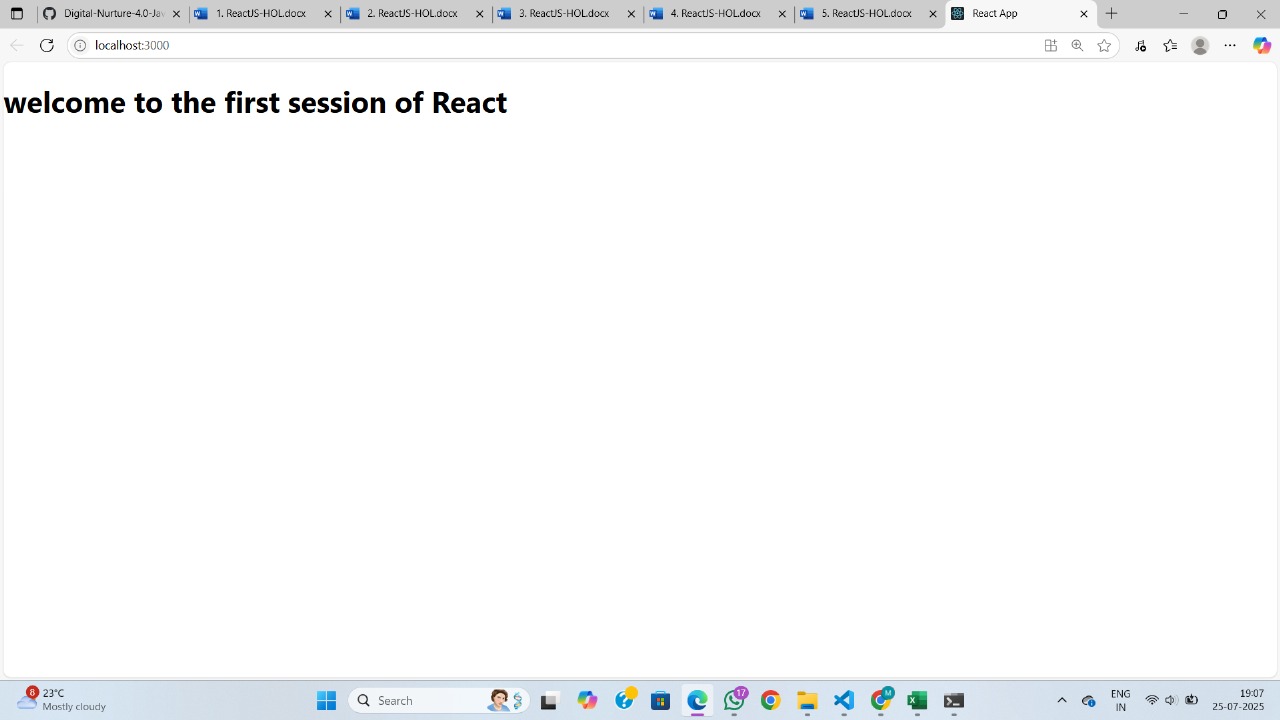 Digital-Nurture-4.0-Jav
1. ReactJS-HOL.docx
2. ReactJS-HOL.docx
3. ReactJS-HOL.docx
4. ReactJS-HOL.docx
5. ReactJS-HOL.docx
React App
localhost:3000
welcome to the first session of React
8
23°C
Mostly cloudy
Search
17
M
ENG
IN
19:07
25-07-2025